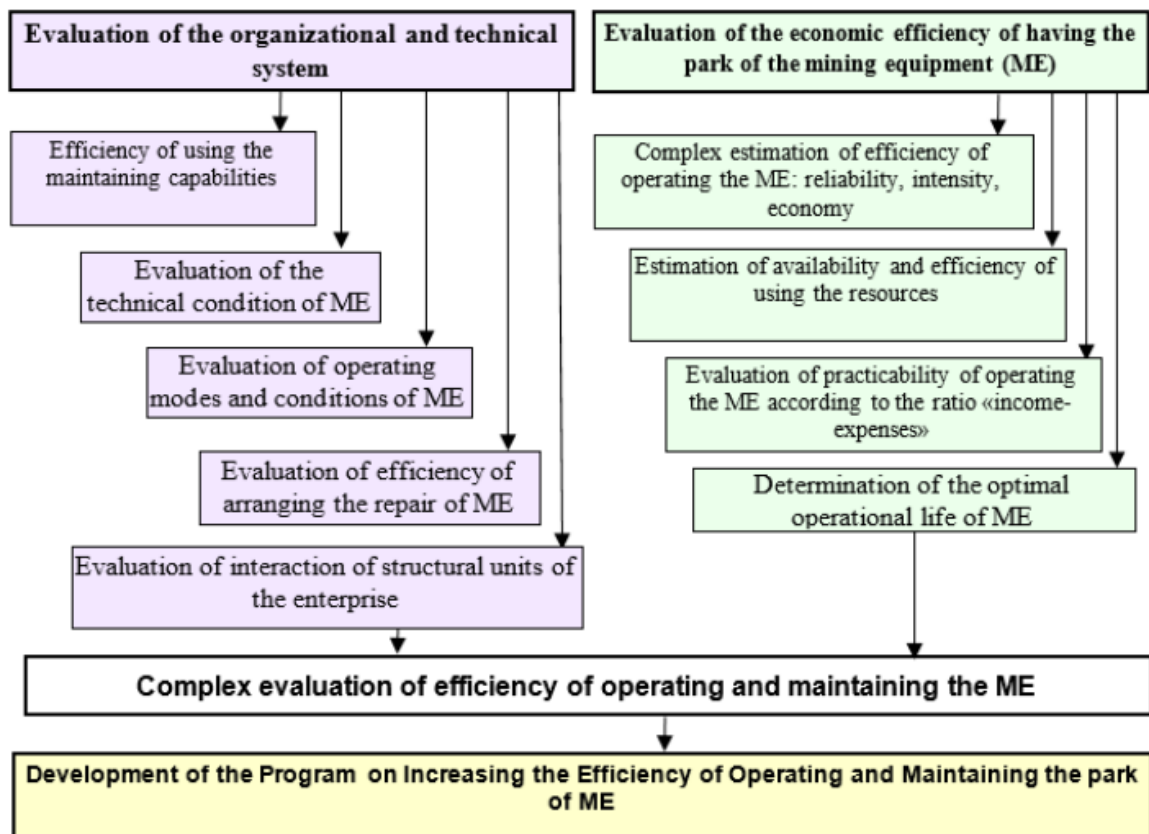 Evaluation of the organizational and technical
system
Efficiency of using the
maintaining capabilities
Evaluation of the
technical condition of ME
Evaluation of operating
modes and conditions of ME
Evaluation of efficiency of
arranging the repair of ME
Evaluation of interaction of structural units of
the enterprise
Evaluation of the economic efficiency of having the
park of the mining equipment (ME)
Complex estimation of efficiency of
operating the ME: reliability, intensity,
economy
Estimation of availability and efficiency of
using the resources
Evaluation of practicability of operating
the ME according to the ratio «income-
expenses»
Determination of the optimal
operational life of ME
Complex evaluation of efficiency of operating and maintaining the ME
Development of the Program on Increasing the Efficiency of Operating and Maintaining the park
of ME